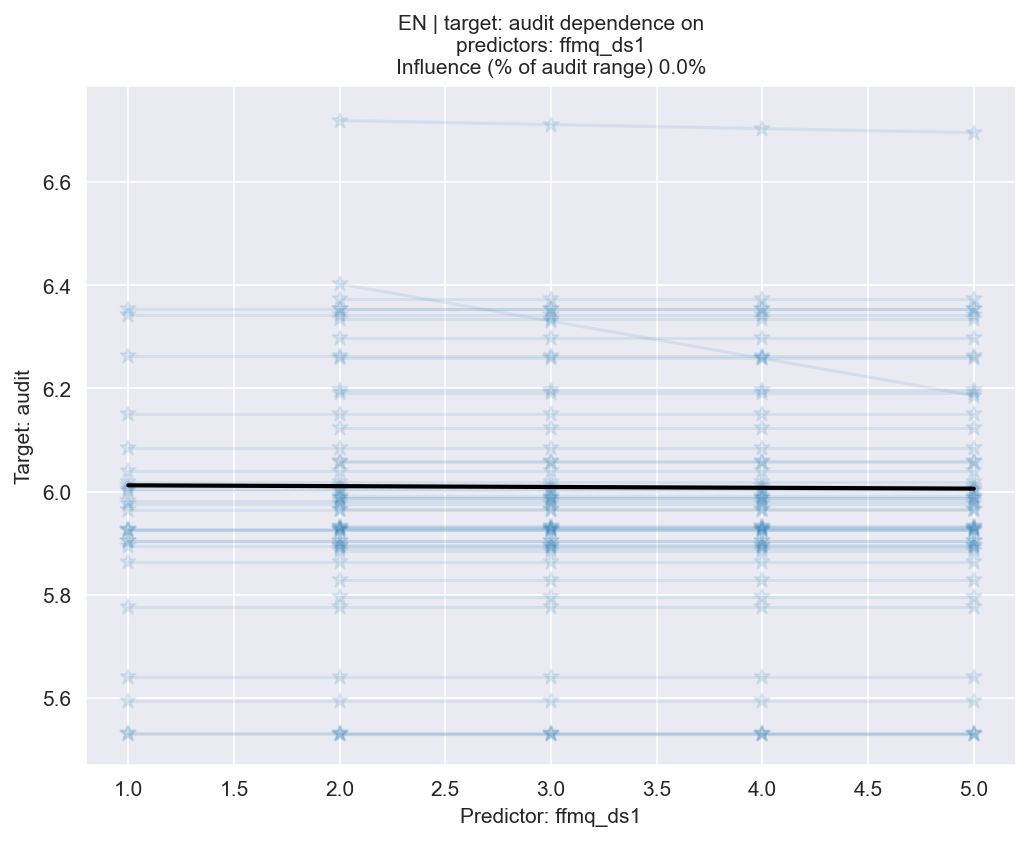 EN | target: audit dependence on
predictors: ffmq_ds1
Influence (% of audit range) 0.0%
Target: audit
6.6
6.4
6.2
6.0
5.8
5.6
1.0 1.5 2.0 2.5 3.0 3.5 4.0 4.5 5.0
Predictor: ffmq_ds1